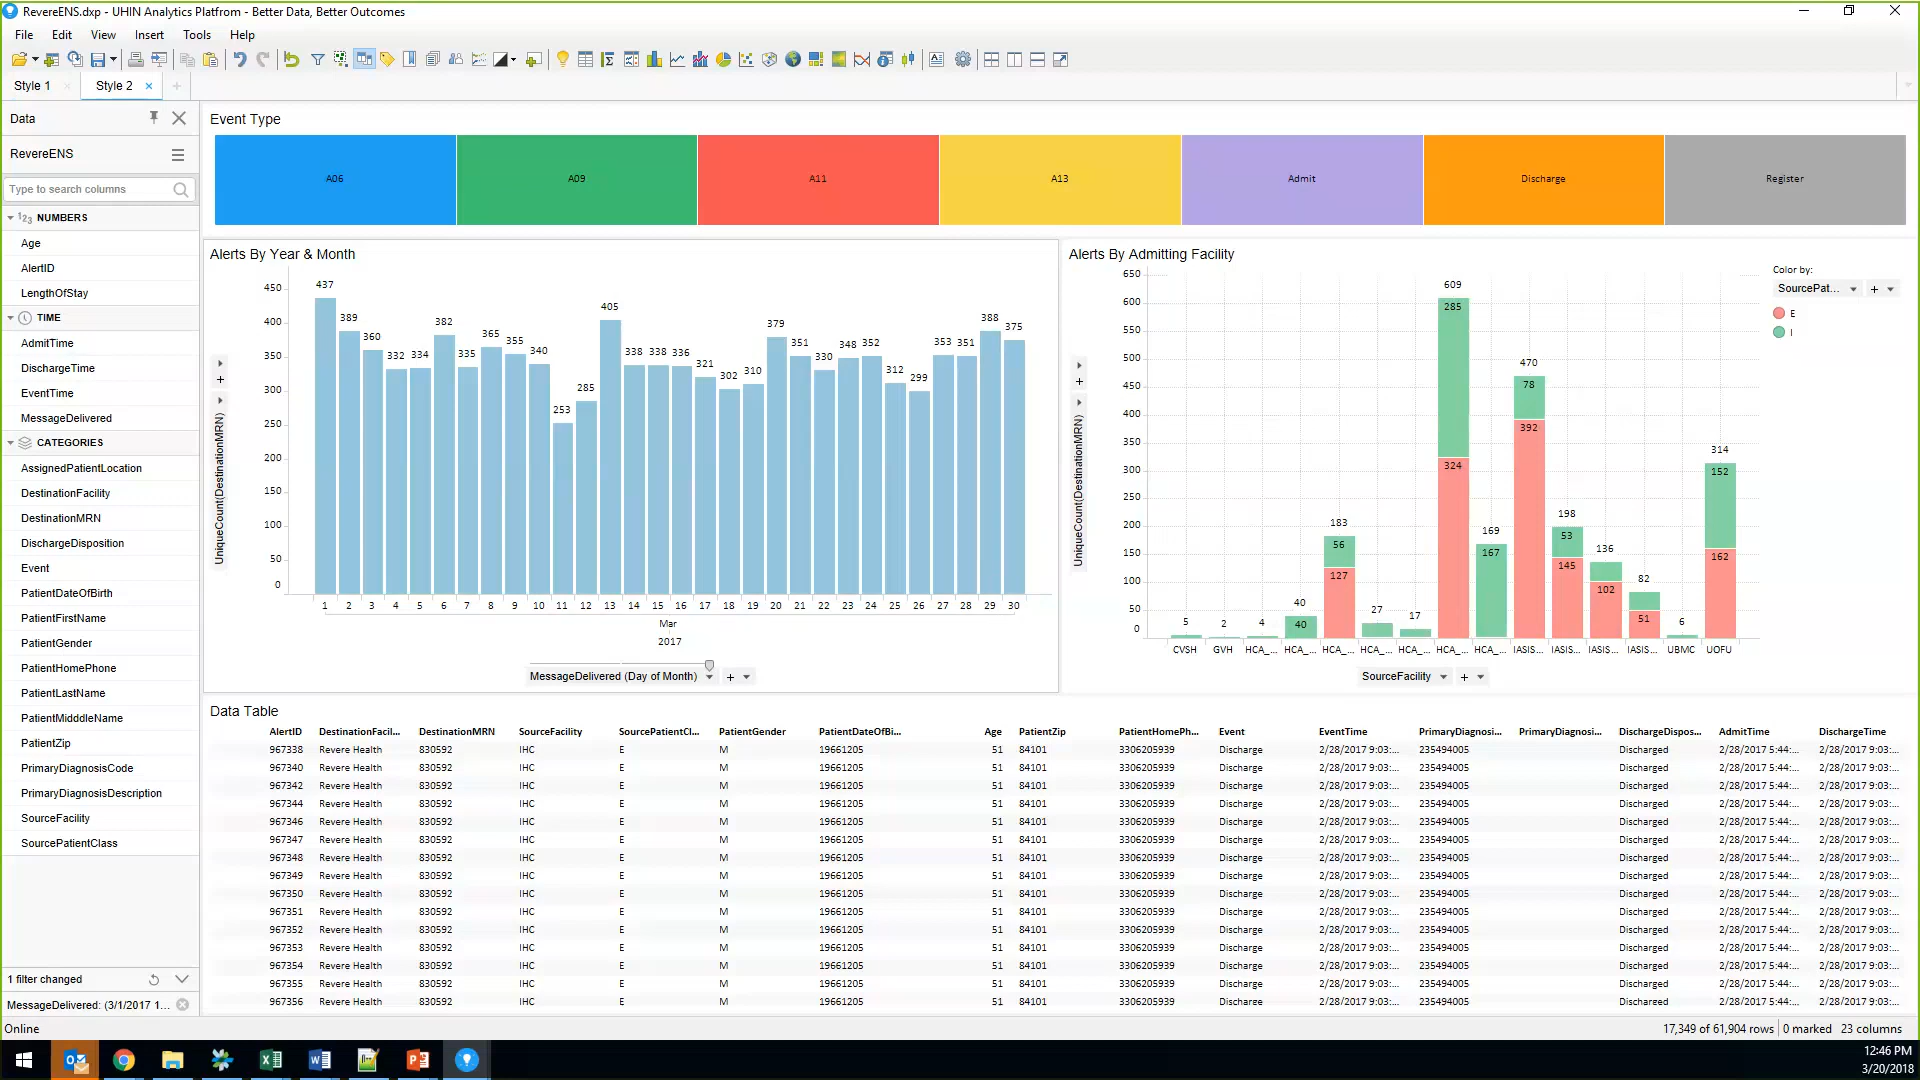 RevereENS.dxp - UHIN Analytics Platfrom - Better Data, Better Outcomes
File Edit View Insert Tools Help
Style 1 Style 2
Data
RevereENS
Type to search columns
NUMBERS
Age
AlertID
LengthOfStay
TIME
AdmitTime
DischargeTime
EventTime
MessageDelivered
CATEGORIES
AssignedPatientLocation
DestinationFacility
DestinationMRN
DischargeDisposition
Event
PatientDateOfBirth
PatientFirstName
PatientGender
PatientHomePhone
PatientLastName
PatientMidddleName
PatientZip
PrimaryDiagnosisCode
PrimaryDiagnosisDescription
SourceFacility
SourcePatientClass
1 filter changed
MessageDelivered: (3/1/2017 1...
Event Type
A06 A09 A11 A13 Admit Discharge Register
Alerts By Year & Month
UniqueCount(DestinationMRN)
450
400
350
300
250
200
150
100
50
0
437 389 360 332 334 382 335 365 355 340 253 285 405 338 338 336 321 302 310 379 351 330 348 352 312 299 353 351 388 375
1 2 3 4 5 6 7 8 9 10 11 12 13 14 15 16 17 18 19 20 21 22 23 24 25 26 27 28 29 30
Mar
2017
MessageDelivered (Day of Month)
Alerts By Admitting Facility
UniqueCount(DestinationMRN)
650
600
550
500
450
400
350
300
250
200
150
100
50
0
5 2 4 40 183 27 17 609 169 470 198 136 82 6 314
40 56 127 285 324 167 78 392 53 145 102 51 152 162
CVSH GVH HCA_... HCA_... HCA_... HCA_... HCA_... HCA_... HCA_... IASIS... IASIS... IASIS... IASIS... UBMC UOFU
SourceFacility
Color by:
SourcePat...
E
I
Data Table
AlertID DestinationFacil... DestinationMRN SourceFacility SourcePatientCl... PatientGender PatientDateOfBi... Age PatientZip PatientHomePh... Event EventTime PrimaryDiagnosi... PrimaryDiagnosi... DischargeDispos... AdmitTime DischargeTime
967338 Revere Health 830592 IHC E M 19661205 51 84101 3306205939 Discharge 2/28/2017 9:03:... 235494005 Discharged 2/28/2017 5:44:... 2/28/2017 9:03:...
967340 Revere Health 830592 IHC E M 19661205 51 84101 3306205939 Discharge 2/28/2017 9:03:... 235494005 Discharged 2/28/2017 5:44:... 2/28/2017 9:03:...
967342 Revere Health 830592 IHC E M 19661205 51 84101 3306205939 Discharge 2/28/2017 9:03:... 235494005 Discharged 2/28/2017 5:44:... 2/28/2017 9:03:...
967344 Revere Health 830592 IHC E M 19661205 51 84101 3306205939 Discharge 2/28/2017 9:03:... 235494005 Discharged 2/28/2017 5:44:... 2/28/2017 9:03:...
967346 Revere Health 830592 IHC E M 19661205 51 84101 3306205939 Discharge 2/28/2017 9:03:... 235494005 Discharged 2/28/2017 5:44:... 2/28/2017 9:03:...
967347 Revere Health 830592 IHC E M 19661205 51 84101 3306205939 Discharge 2/28/2017 9:03:... 235494005 Discharged 2/28/2017 5:44:... 2/28/2017 9:03:...
967348 Revere Health 830592 IHC E M 19661205 51 84101 3306205939 Discharge 2/28/2017 9:03:... 235494005 Discharged 2/28/2017 5:44:... 2/28/2017 9:03:...
967349 Revere Health 830592 IHC E M 19661205 51 84101 3306205939 Discharge 2/28/2017 9:03:... 235494005 Discharged 2/28/2017 5:44:... 2/28/2017 9:03:...
967350 Revere Health 830592 IHC E M 19661205 51 84101 3306205939 Discharge 2/28/2017 9:03:... 235494005 Discharged 2/28/2017 5:44:... 2/28/2017 9:03:...
967351 Revere Health 830592 IHC E M 19661205 51 84101 3306205939 Discharge 2/28/2017 9:03:... 235494005 Discharged 2/28/2017 5:44:... 2/28/2017 9:03:...
967352 Revere Health 830592 IHC E M 19661205 51 84101 3306205939 Discharge 2/28/2017 9:03:... 235494005 Discharged 2/28/2017 5:44:... 2/28/2017 9:03:...
967353 Revere Health 830592 IHC E M 19661205 51 84101 3306205939 Discharge 2/28/2017 9:03:... 235494005 Discharged 2/28/2017 5:44:... 2/28/2017 9:03:...
967354 Revere Health 830592 IHC E M 19661205 51 84101 3306205939 Discharge 2/28/2017 9:03:... 235494005 Discharged 2/28/2017 5:44:... 2/28/2017 9:03:...
967355 Revere Health 830592 IHC E M 19661205 51 84101 3306205939 Discharge 2/28/2017 9:03:... 235494005 Discharged 2/28/2017 5:44:... 2/28/2017 9:03:...
967356 Revere Health 830592 IHC E M 19661205 51 84101 3306205939 Discharge 2/28/2017 9:03:... 235494005 Discharged 2/28/2017 5:44:... 2/28/2017 9:03:...
Online 17,349 of 61,904 rows 0 marked 23 columns
12:46 PM
3/20/2018